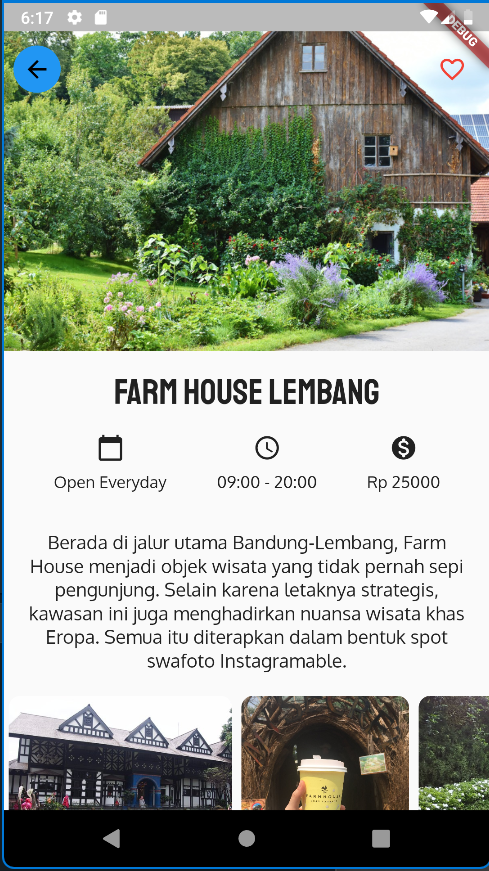 6:17
DEBUG
FARM HOUSE LEMBANG
Open Everyday
09:00 - 20:00
Rp 25000
Berada di jalur utama Bandung-Lembang, Farm
House menjadi objek wisata yang tidak pernah sepi
pengunjung. Selain karena letaknya strategis,
kawasan ini juga menghadirkan nuansa wisata khas
Eropa. Semua itu diterapkan dalam bentuk spot
swafoto Instagramable.